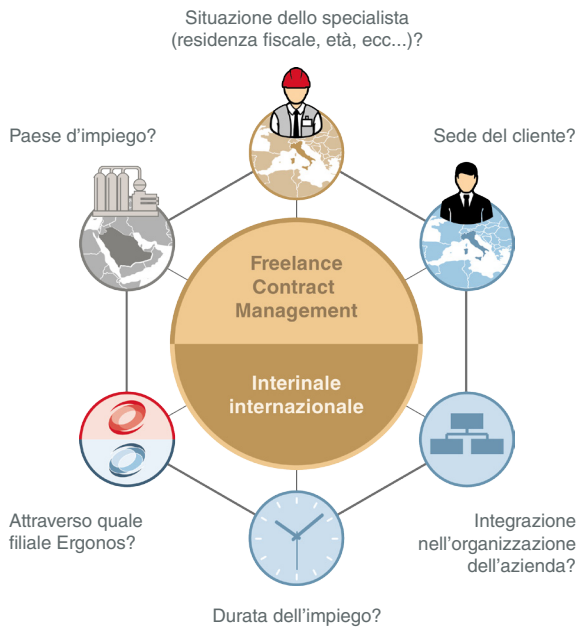 Situazione dello specialista
(residenza fiscale, età, ecc...)?
Paese d'impiego?
Sede del cliente?
Freelance
Contract
Management
Interinale
internazionale
Attraverso quale
filiale Ergonos?
Integrazione
nell'organizzazione
dell'azienda?
Durata dell'impiego?